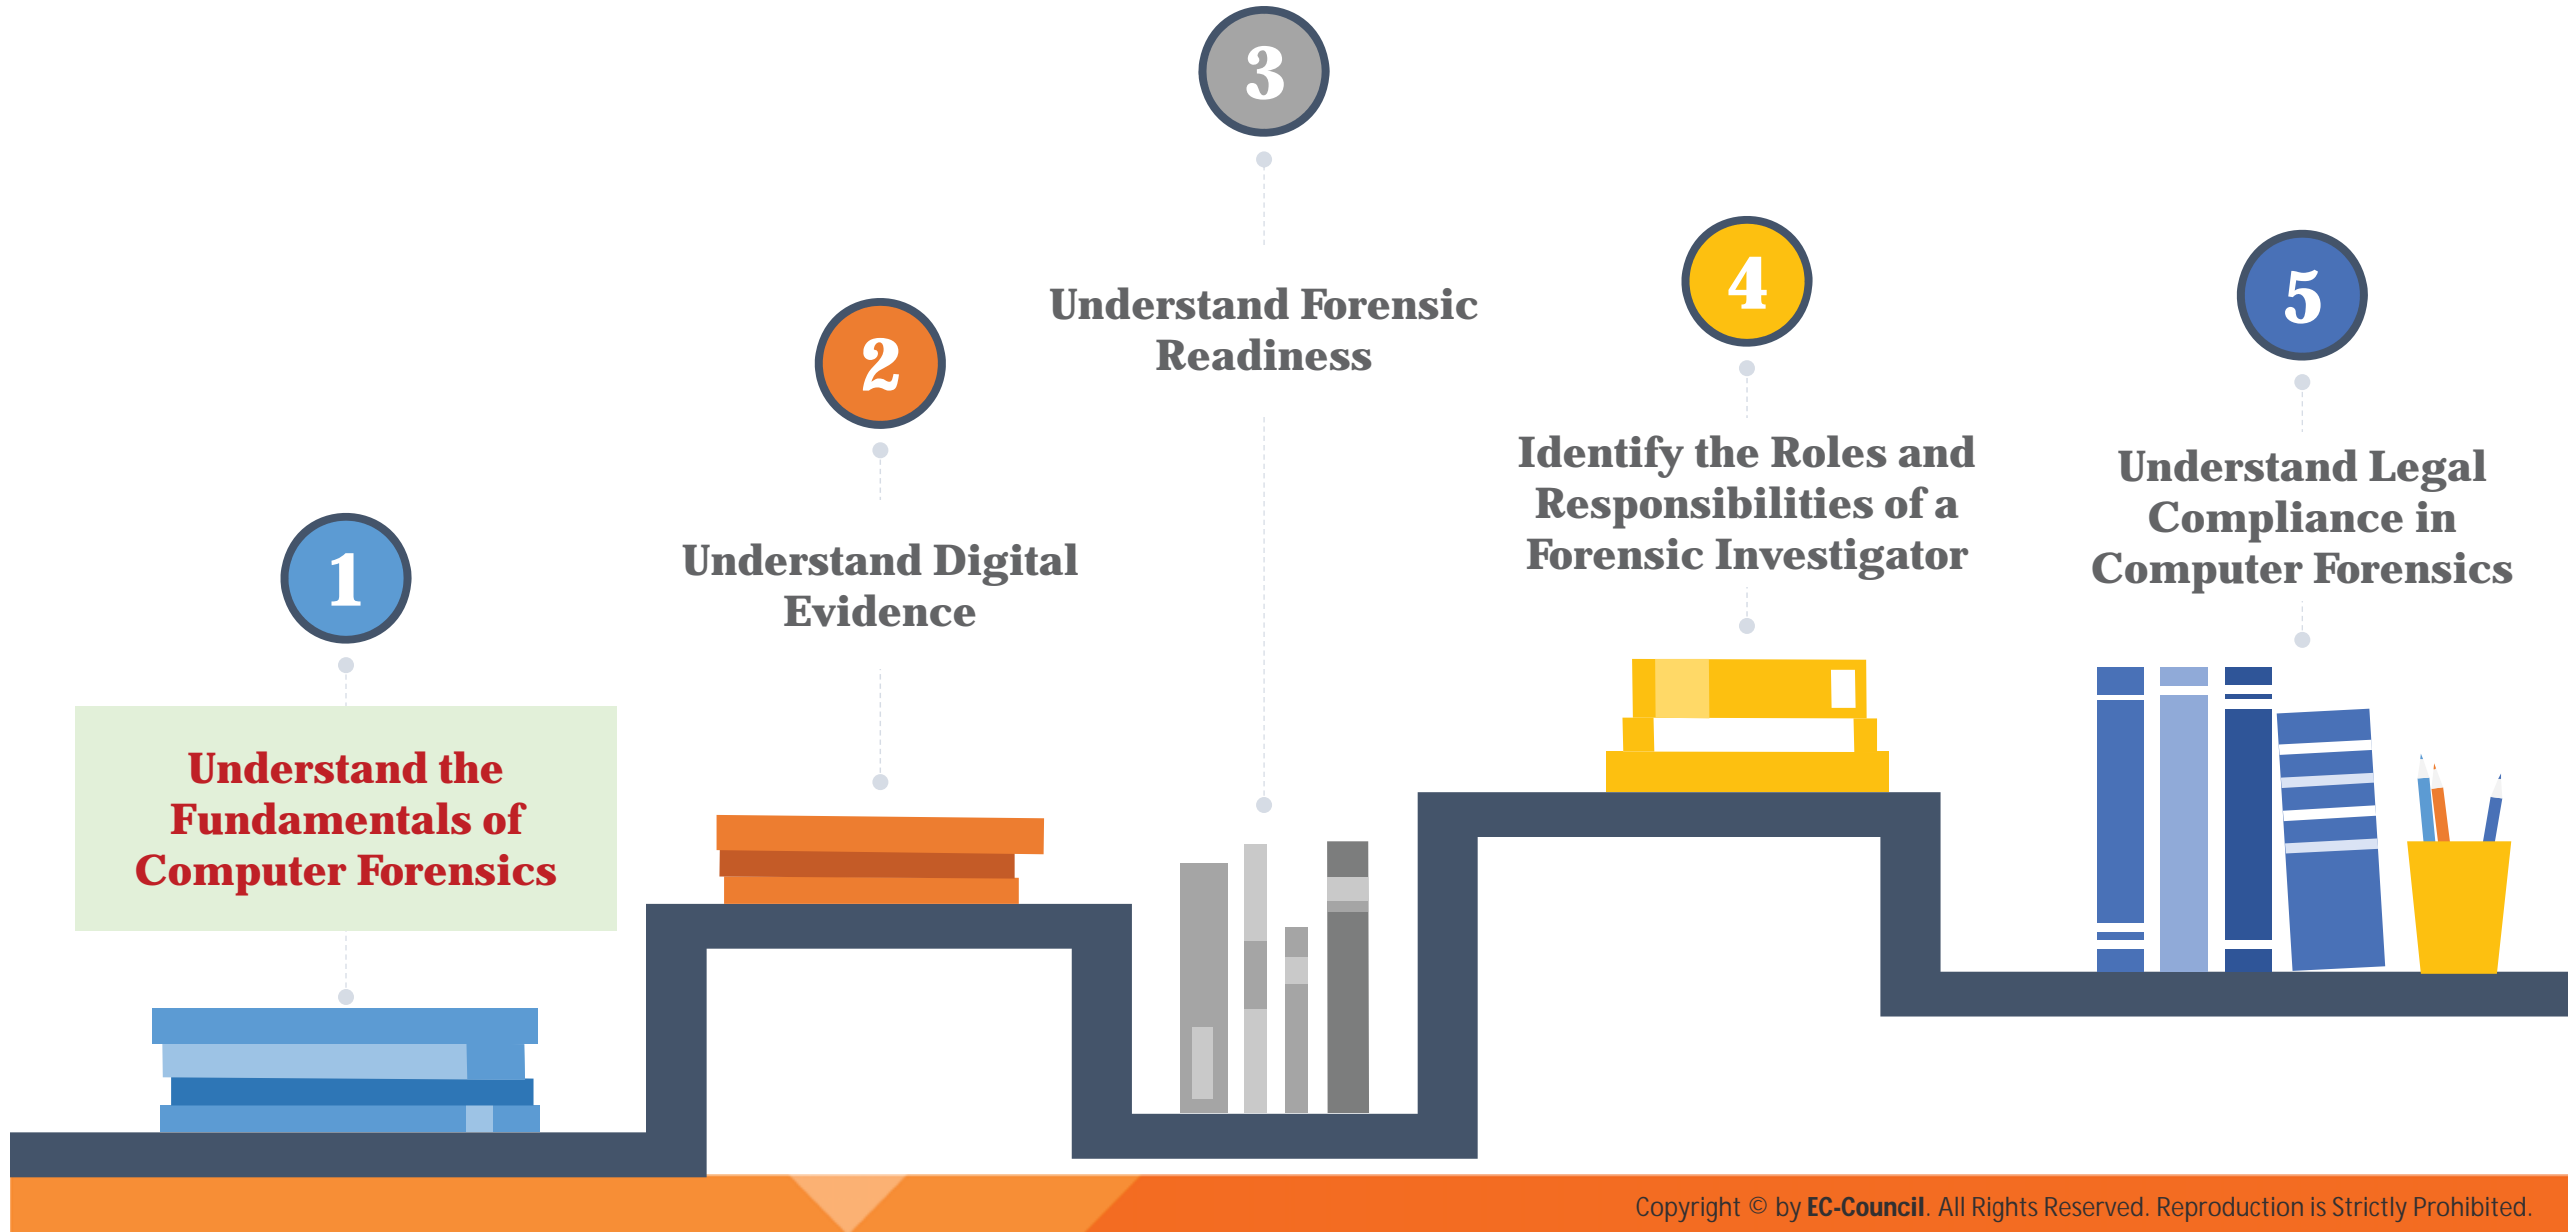 1
Understand the
Fundamentals of
Computer Forensics
2
Understand Digital
Evidence
3
Understand Forensic
Readiness
4
Identify the Roles and
Responsibilities of a
Forensic Investigator
5
Understand Legal
Compliance in
Computer Forensics
Copyright © by EC-Council. All Rights Reserved. Reproduction is Strictly Prohibited.